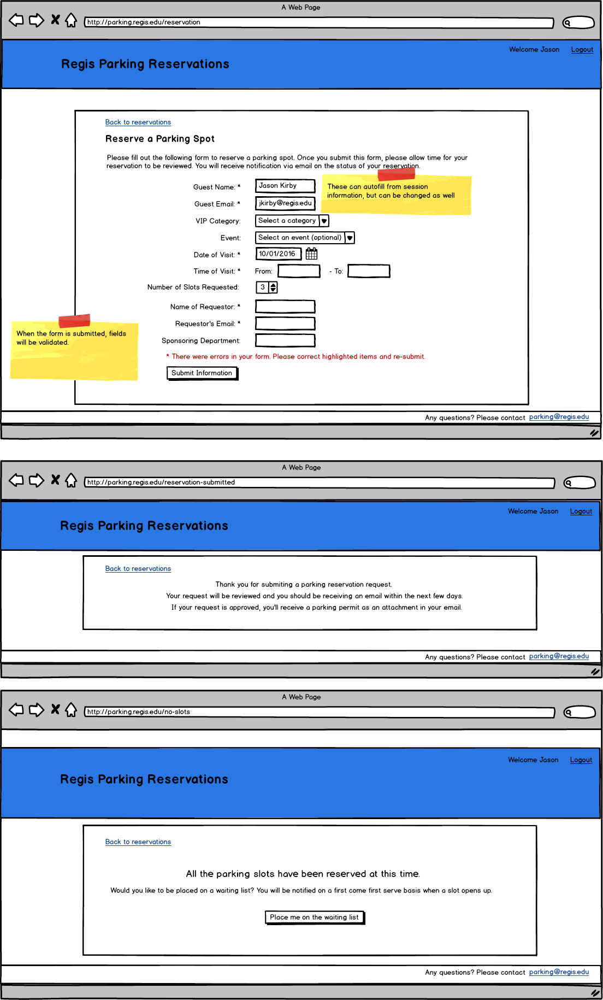 A Web Page
http://parking.regis.edu/reservation
Welcome Jason Logout
Regis Parking Reservations
Back to reservations
Reserve a Parking Spot
Please fill out the following form to reserve a parking spot. Once you submit this form, please allow time for your
reservation to be reviewed. You will receive notification via email on the status of your reservation.
These can autofill from session
information, but can be changed as well
Guest Name: * Jason Kirby
Guest Email: * jkirby@regis.edu
VIP Category: Select a category
Event: Select an event (optional)
Date of Visit: * 10/01/2016
Time of Visit: * From: - To:
Number of Slots Requested: 3
Name of Requestor: *
Requestor's Email: *
Sponsoring Department:
When the form is submitted, fields
will be validated.
* There were errors in your form. Please correct highlighted items and re-submit.
Submit Information
Any questions? Please contact parking@regis.edu
A Web Page
http://parking.regis.edu/reservation-submitted
Welcome Jason Logout
Regis Parking Reservations
Back to reservations
Thank you for submiting a parking reservation request.
Your request will be reviewed and you should be receiving an email within the next few days.
If your request is approved, you'll receive a parking permit as an attachment in your email.
Any questions? Please contact parking@regis.edu
A Web Page
http://parking.regis.edu/no-slots
Welcome Jason Logout
Regis Parking Reservations
Back to reservations
All the parking slots have been reserved at this time.
Would you like to be placed on a waiting list? You will be notified on a first come first serve basis when a slot opens up.
Place me on the waiting list
Any questions? Please contact parking@regis.edu